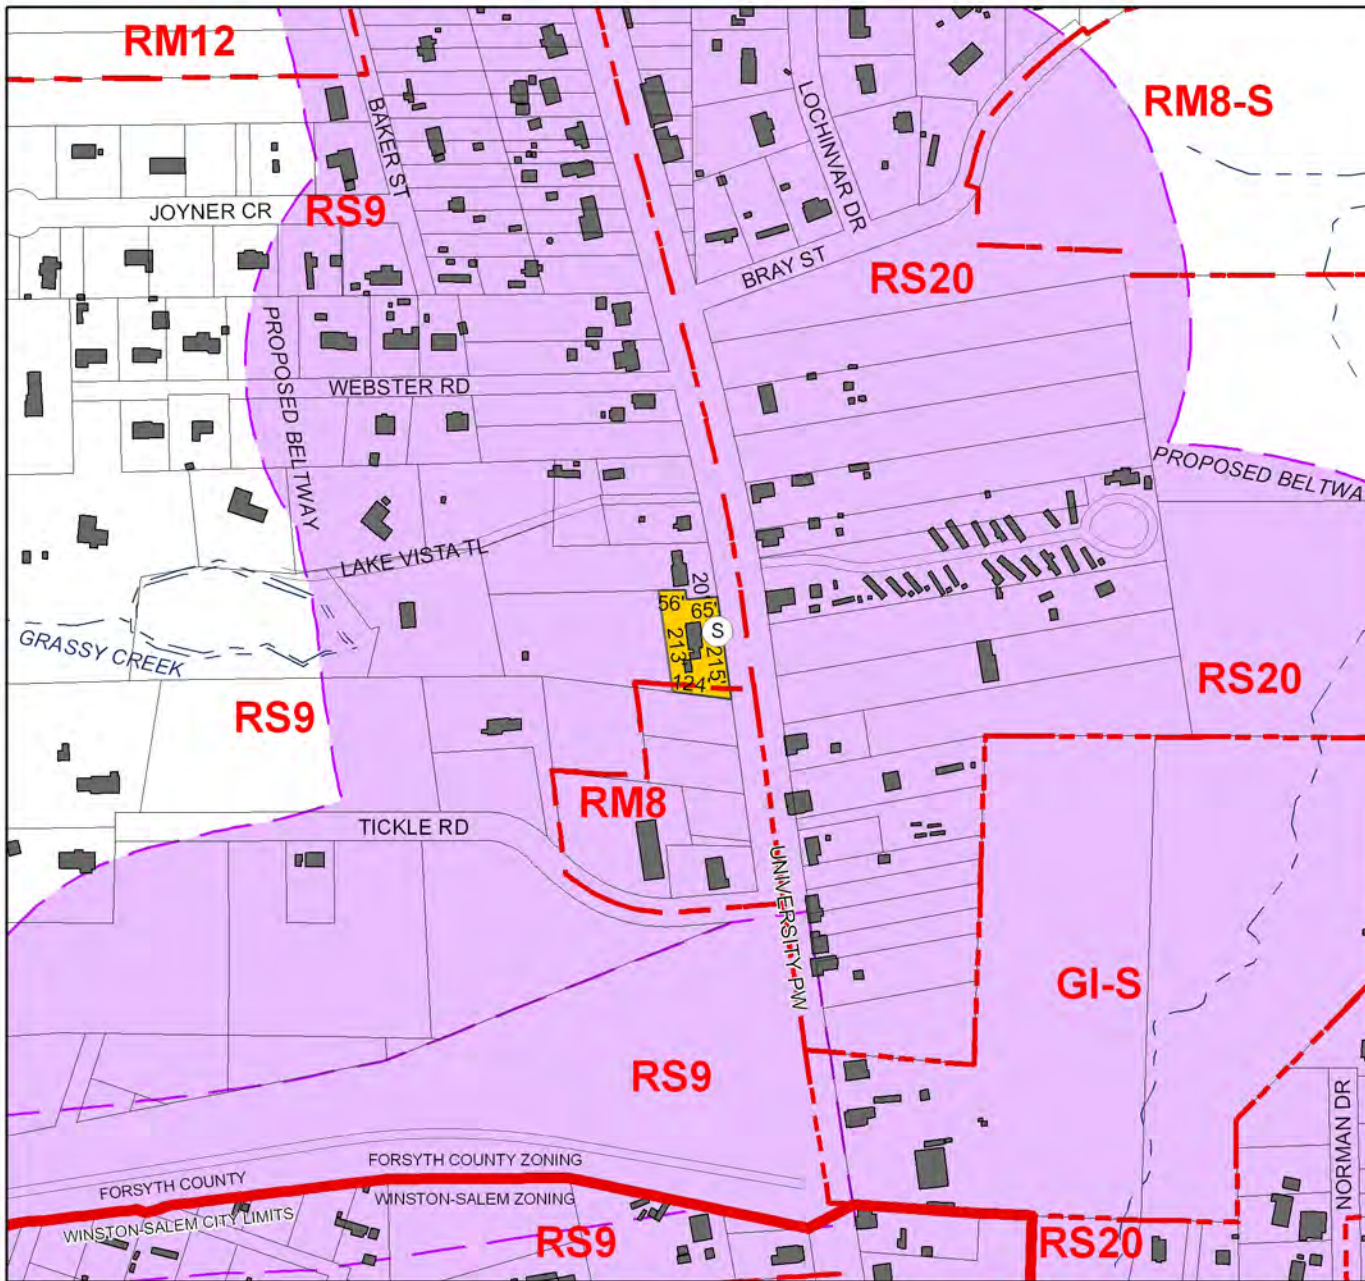 RM12
RM8-S
BAKER ST
LOCHINVAR DR
JOYNER CR
RS9
BRAY ST
RS20
PROPOSED BELTWAY
WEBSTER RD
PROPOSED BELTWA
LAKE VISTA TL
GRASSY CREEK
20'
56'
65'
S
213'
215'
124'
RS20
RS9
RM8
TICKLE RD
UNIVERSITY PW
GI-S
RS9
NORMAN DR
FORSYTH COUNTY ZONING
FORSYTH COUNTY
WINSTON-SALEM ZONING
WINSTON-SALEM CITY LIMITS
RS9
RS20